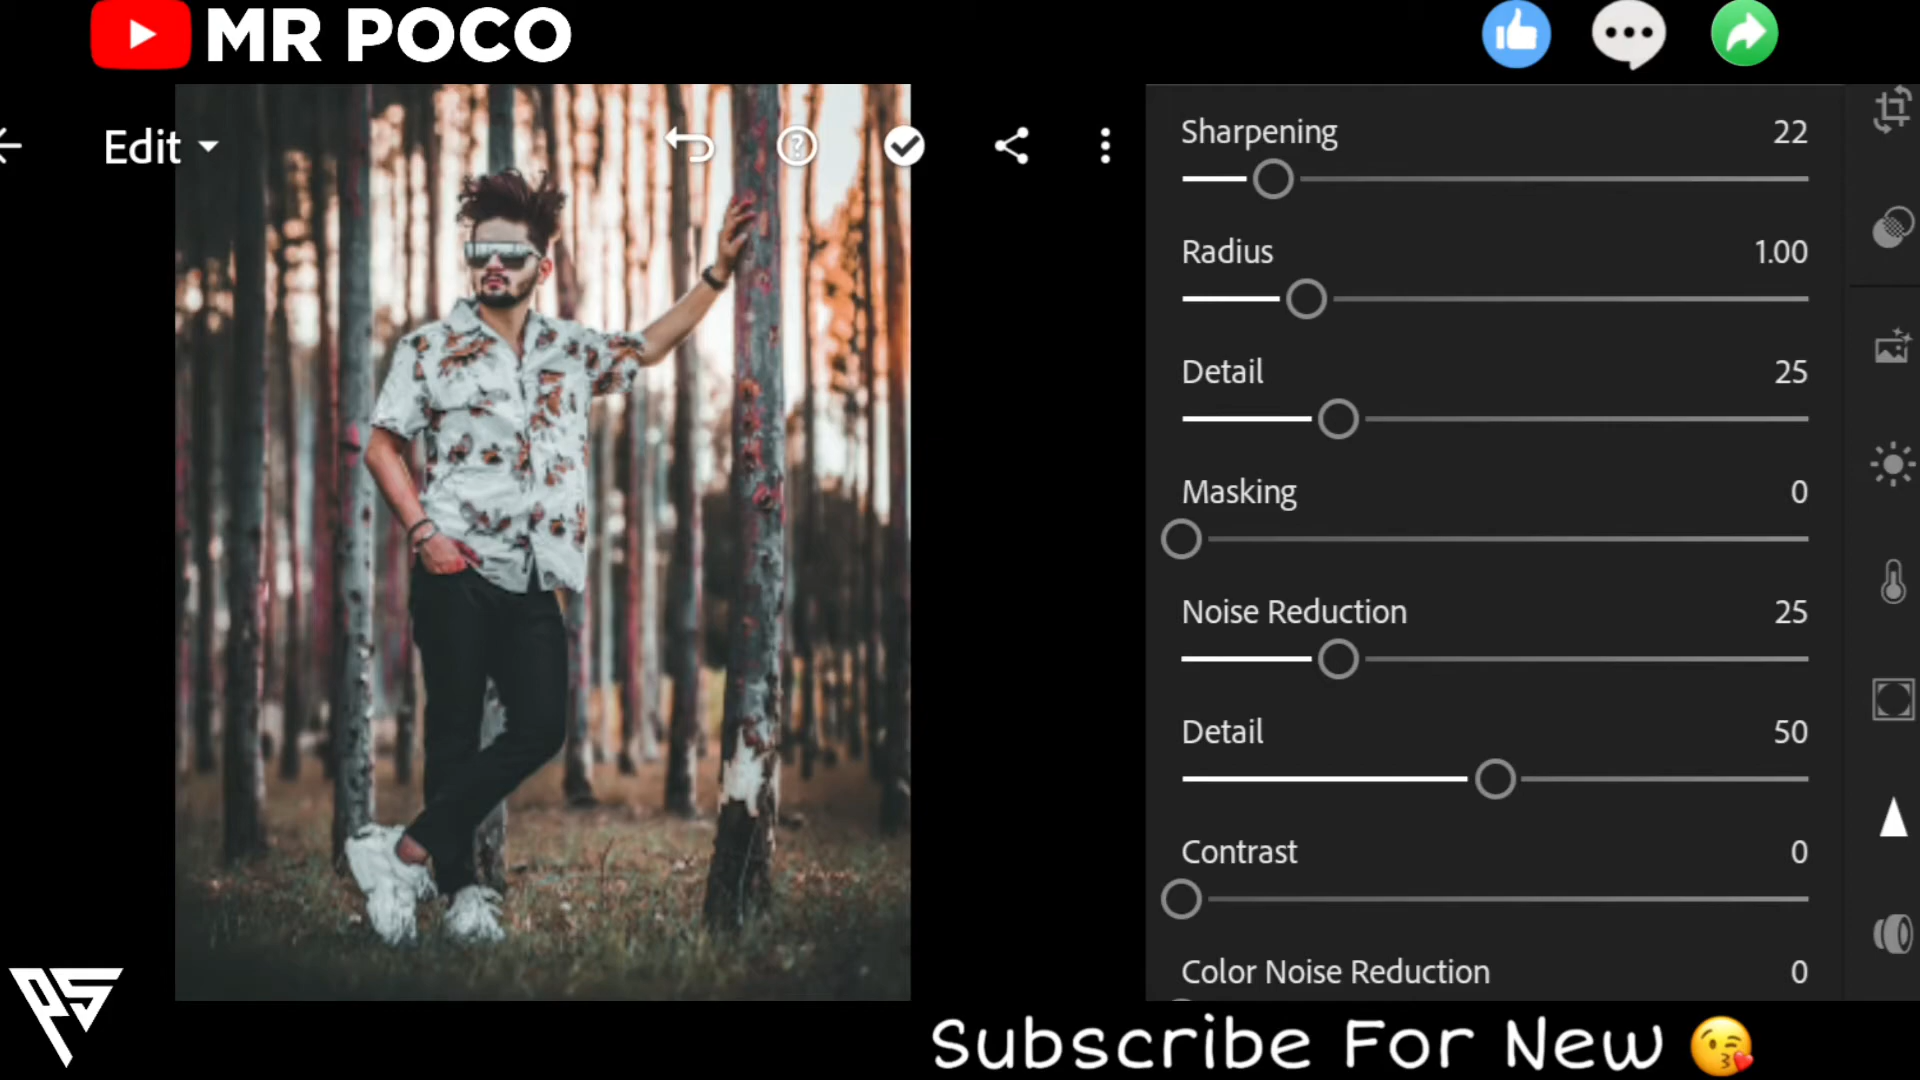 MR POCO
Edit
Sharpening 22
Radius 1.00
Detail 25
Masking 0
Noise Reduction 25
Detail 50
Contrast 0
Color Noise Reduction 0
PS
Subscribe For New 😘